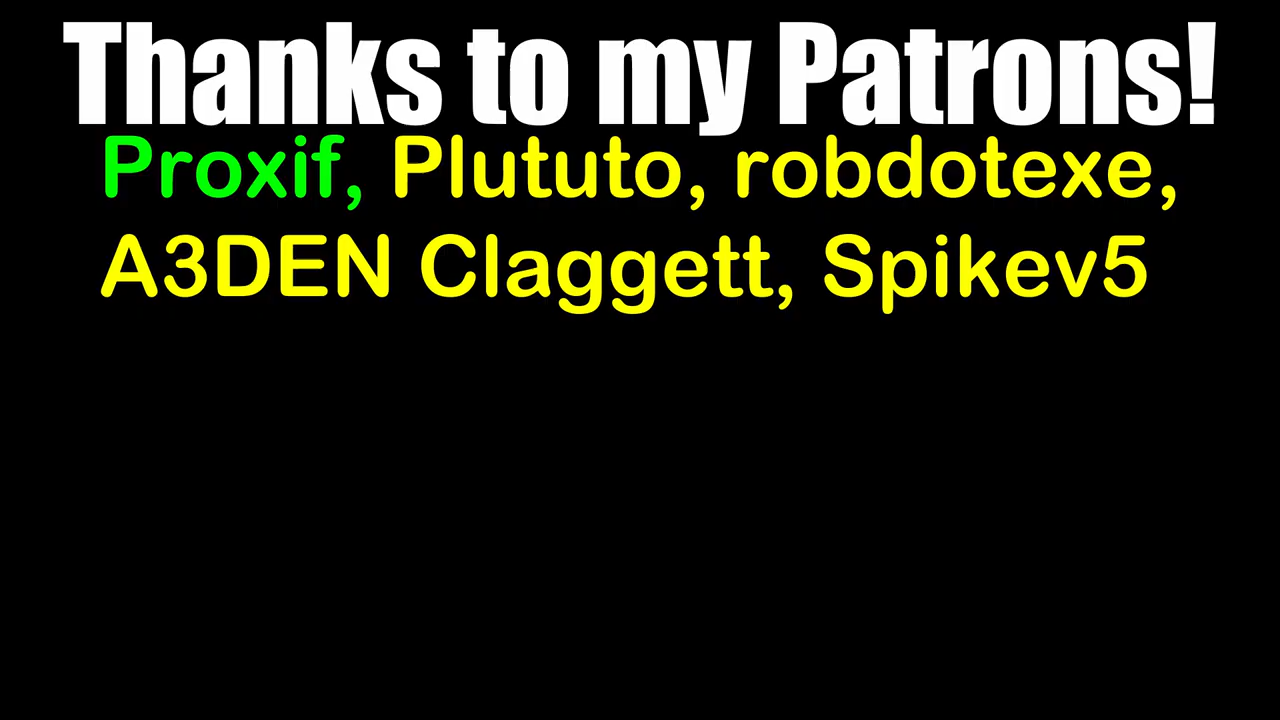 Thanks to my Patrons!
Proxif, Plututo, robdotexe,
A3DEN Claggett, Spikev5